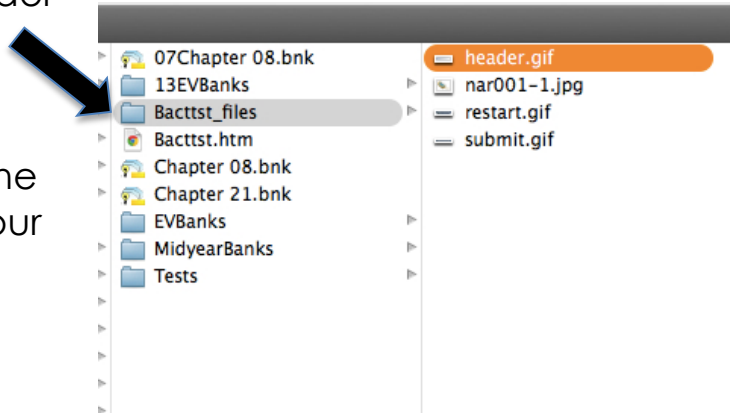 07Chapter 08.bnk
13EVBanks
Bacttst_files
Bacttst.htm
Chapter 08.bnk
Chapter 21.bnk
EVBanks
MidyearBanks
Tests
header.gif
nar001-1.jpg
restart.gif
submit.gif
our